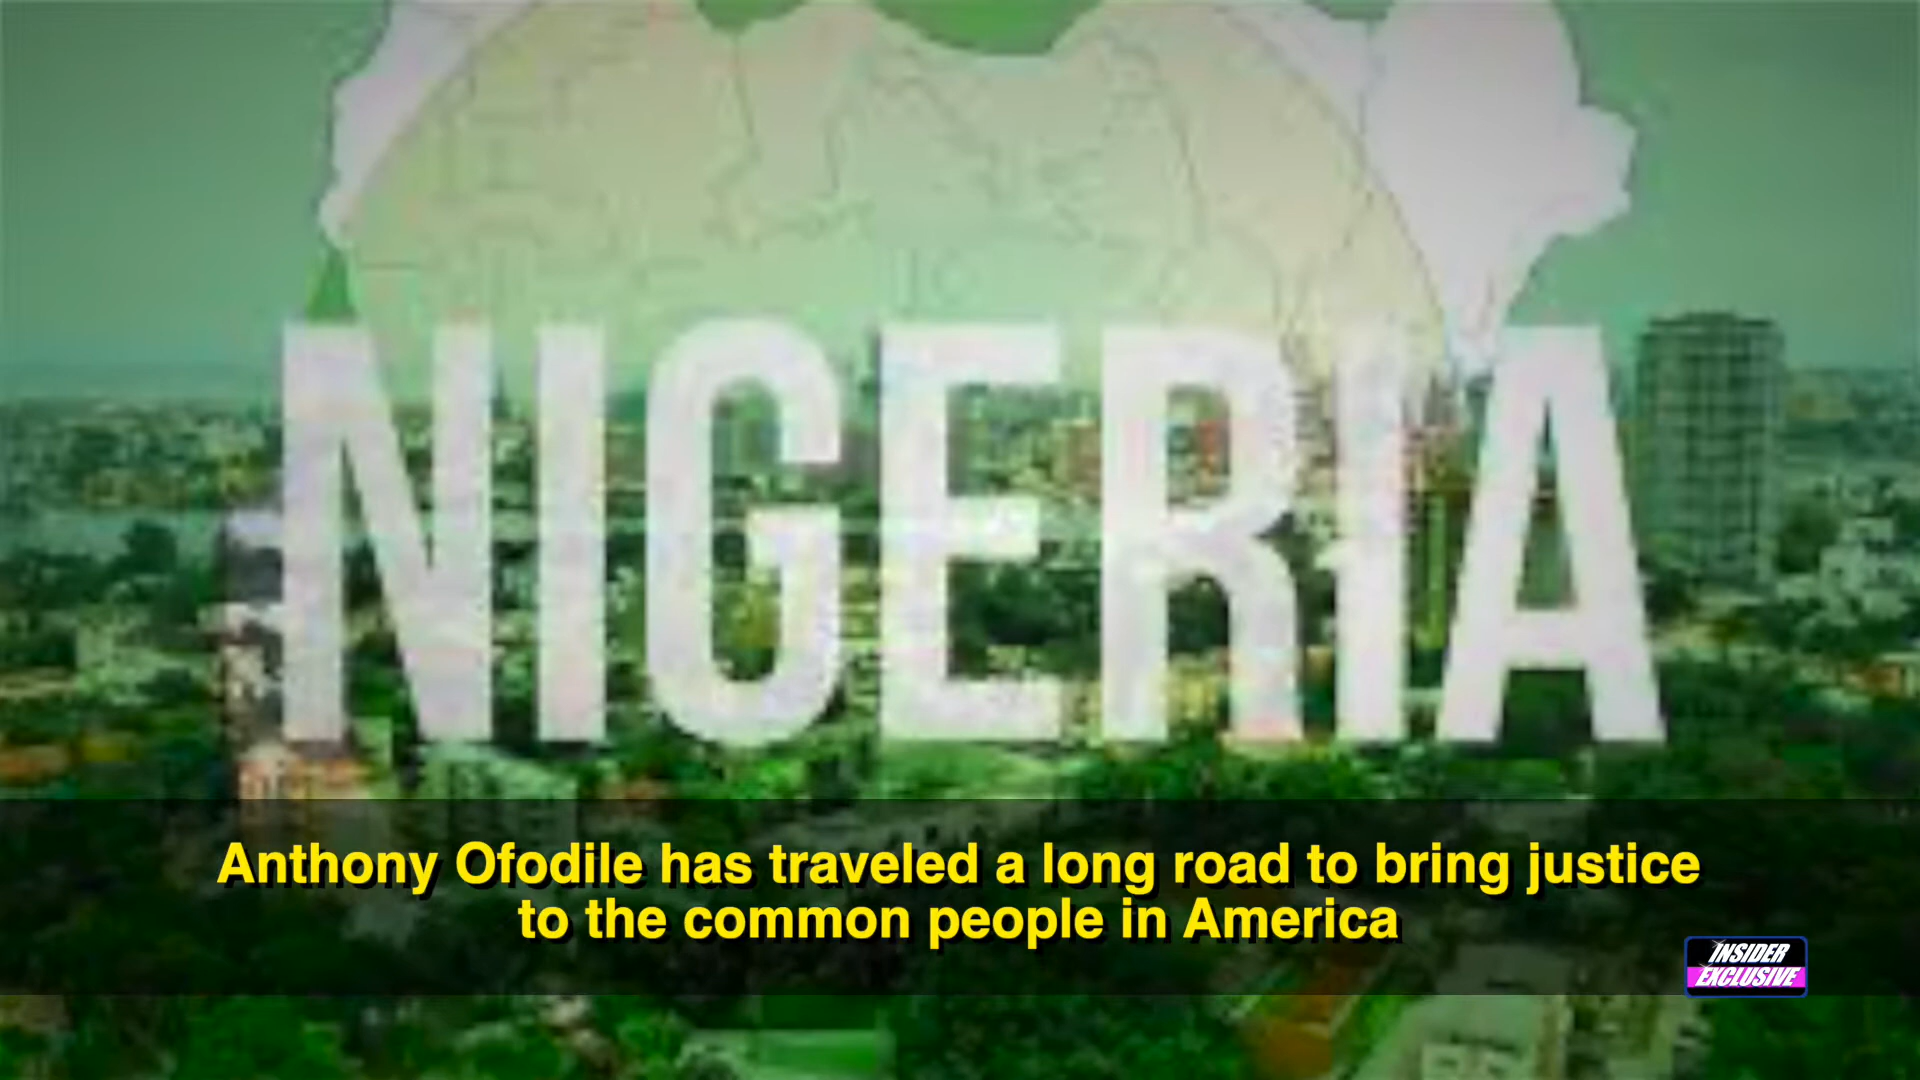 NIGERIA
Anthony Ofodile has traveled a long road to bring justice
to the common people in America
INSIDER
EXCLUSIVE